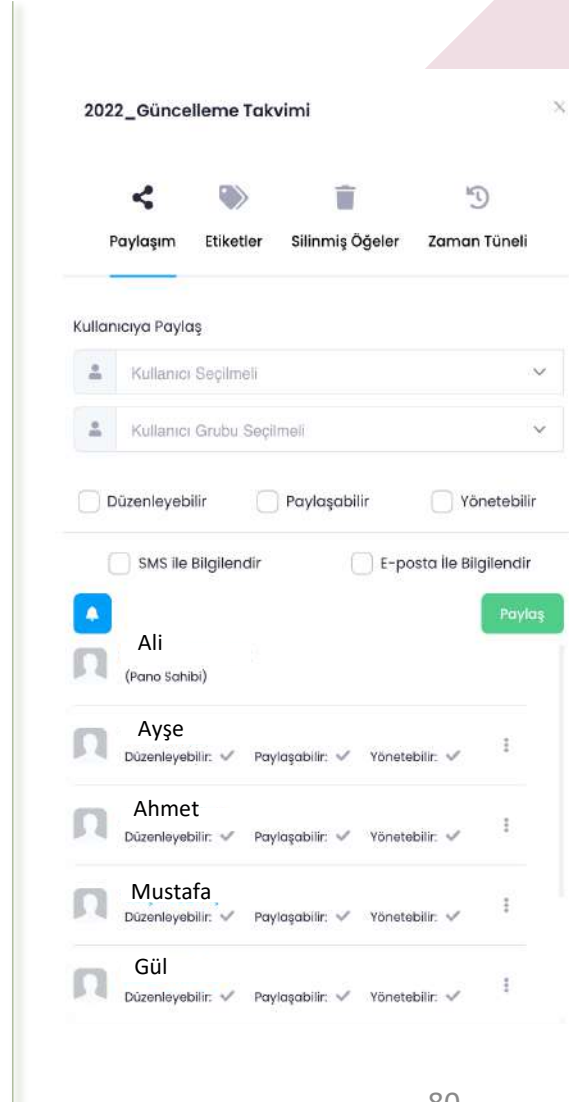 2022_Güncelleme Takvimi
Paylaşım Etiketler Silinmiş Öğeler Zaman Tüneli
Kullanıcıya Paylaş
Kullanıcı Seçilmeli
Kullanıcı Grubu Seçilmeli
Düzenleyebilir Paylaşabilir Yönetebilir
SMS ile Bilgilendir E-posta İle Bilgilendir
Paylaş
Ali
(Pano Sahibi)
Ayşe
Düzenleyebilir: Paylaşabilir: Yönetebilir:
Ahmet
Düzenleyebilir: Paylaşabilir: Yönetebilir:
Mustafa
Düzenleyebilir: Paylaşabilir: Yönetebilir:
Gül
Düzenleyebilir: Paylaşabilir: Yönetebilir:
80